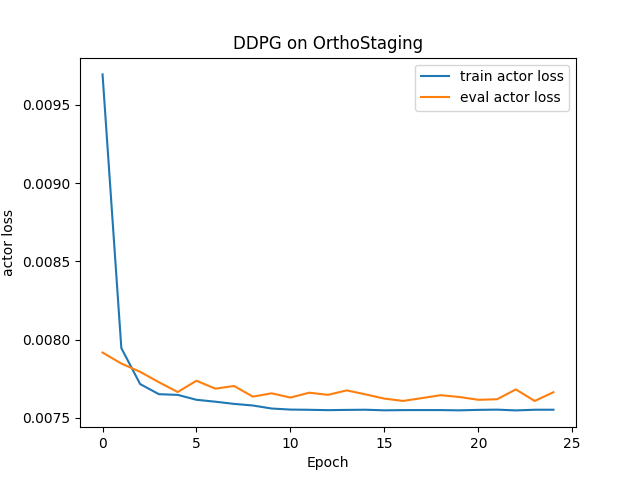 DDPG on OrthoStaging
train actor loss
eval actor loss
actor loss
0.0095
0.0090
0.0085
0.0080
0.0075
0 5 10 15 20 25
Epoch